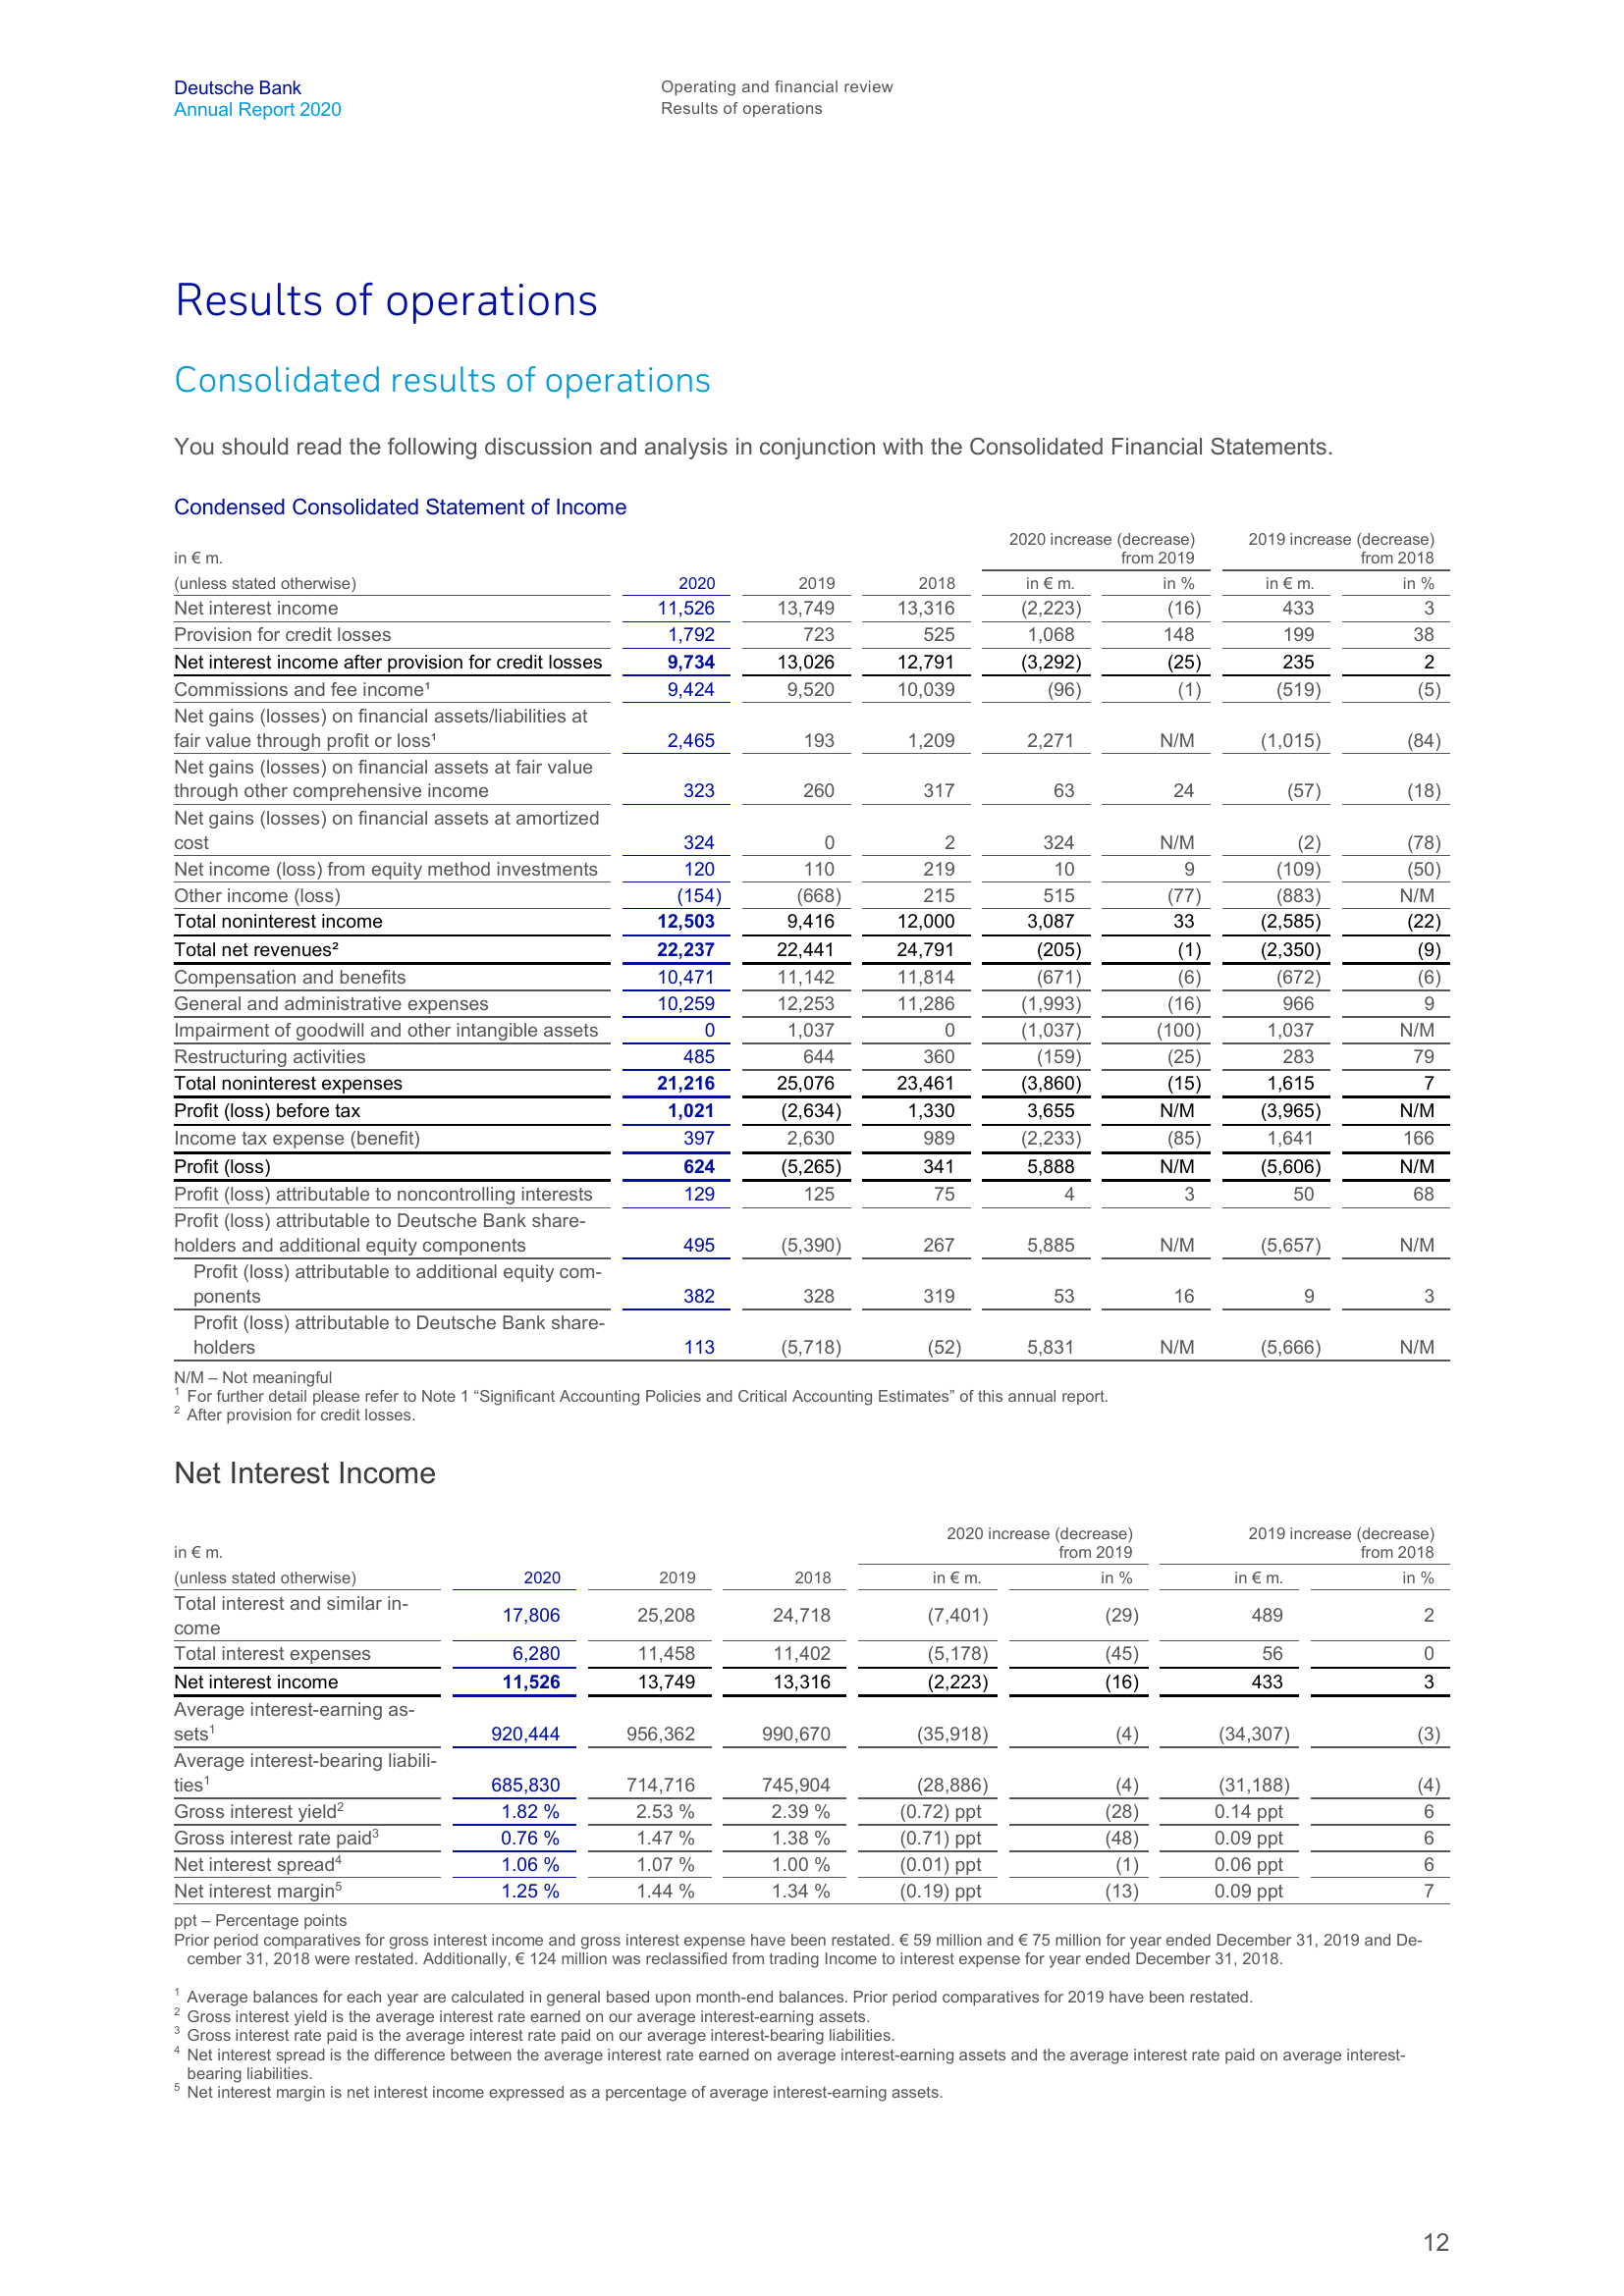 Deutsche Bank
Annual Report 2020
Operating and financial review
Results of operations
Results of operations
Consolidated results of operations
You should read the following discussion and analysis in conjunction with the Consolidated Financial Statements.
Condensed Consolidated Statement of Income
2020 increase (decrease) 2019 increase (decrease)
in € m. from 2019 from 2018
(unless stated otherwise) 2020 2019 2018 in € m. in % in € m. in %
Net interest income 11,526 13,749 13,316 (2,223) (16) 433 3
Provision for credit losses 1,792 723 525 1,068 148 199 38
Net interest income after provision for credit losses 9,734 13,026 12,791 (3,292) (25) 235 2
Commissions and fee income¹ 9,424 9,520 10,039 (96) (1) (519) (5)
Net gains (losses) on financial assets/liabilities at
fair value through profit or loss¹ 2,465 193 1,209 2,271 N/M (1,015) (84)
Net gains (losses) on financial assets at fair value
through other comprehensive income 323 260 317 63 24 (57) (18)
Net gains (losses) on financial assets at amortized
cost 324 0 2 324 N/M (2) (78)
Net income (loss) from equity method investments 120 110 219 10 9 (109) (50)
Other income (loss) (154) (668) 215 515 (77) (883) N/M
Total noninterest income 12,503 9,416 12,000 3,087 33 (2,585) (22)
Total net revenues² 22,237 22,441 24,791 (205) (1) (2,350) (9)
Compensation and benefits 10,471 11,142 11,814 (671) (6) (672) (6)
General and administrative expenses 10,259 12,253 11,286 (1,993) (16) 966 9
Impairment of goodwill and other intangible assets 0 1,037 0 (1,037) (100) 1,037 N/M
Restructuring activities 485 644 360 (159) (25) 283 79
Total noninterest expenses 21,216 25,076 23,461 (3,860) (15) 1,615 7
Profit (loss) before tax 1,021 (2,634) 1,330 3,655 N/M (3,965) N/M
Income tax expense (benefit) 397 2,630 989 (2,233) (85) 1,641 166
Profit (loss) 624 (5,265) 341 5,888 N/M (5,606) N/M
Profit (loss) attributable to noncontrolling interests 129 125 75 4 3 50 68
Profit (loss) attributable to Deutsche Bank share-
holders and additional equity components 495 (5,390) 267 5,885 N/M (5,657) N/M
Profit (loss) attributable to additional equity com-
ponents 382 328 319 53 16 9 3
Profit (loss) attributable to Deutsche Bank share-
holders 113 (5,718) (52) 5,831 N/M (5,666) N/M
N/M – Not meaningful
1 For further detail please refer to Note 1 “Significant Accounting Policies and Critical Accounting Estimates” of this annual report.
2 After provision for credit losses.
Net Interest Income
2020 increase (decrease) 2019 increase (decrease)
in € m. from 2019 from 2018
(unless stated otherwise) 2020 2019 2018 in € m. in % in € m. in %
Total interest and similar in-
come 17,806 25,208 24,718 (7,401) (29) 489 2
Total interest expenses 6,280 11,458 11,402 (5,178) (45) 56 0
Net interest income 11,526 13,749 13,316 (2,223) (16) 433 3
Average interest-earning as-
sets¹ 920,444 956,362 990,670 (35,918) (4) (34,307) (3)
Average interest-bearing liabili-
ties¹ 685,830 714,716 745,904 (28,886) (4) (31,188) (4)
Gross interest yield² 1.82 % 2.53 % 2.39 % (0.72) ppt (28) 0.14 ppt 6
Gross interest rate paid³ 0.76 % 1.47 % 1.38 % (0.71) ppt (48) 0.09 ppt 6
Net interest spread⁴ 1.06 % 1.07 % 1.00 % (0.01) ppt (1) 0.06 ppt 6
Net interest margin⁵ 1.25 % 1.44 % 1.34 % (0.19) ppt (13) 0.09 ppt 7
ppt – Percentage points
Prior period comparatives for gross interest income and gross interest expense have been restated. € 59 million and € 75 million for year ended December 31, 2019 and De-
cember 31, 2018 were restated. Additionally, € 124 million was reclassified from trading Income to interest expense for year ended December 31, 2018.
1 Average balances for each year are calculated in general based upon month-end balances. Prior period comparatives for 2019 have been restated.
2 Gross interest yield is the average interest rate earned on our average interest-earning assets.
3 Gross interest rate paid is the average interest rate paid on our average interest-bearing liabilities.
4 Net interest spread is the difference between the average interest rate earned on average interest-earning assets and the average interest rate paid on average interest-
bearing liabilities.
5 Net interest margin is net interest income expressed as a percentage of average interest-earning assets.
12